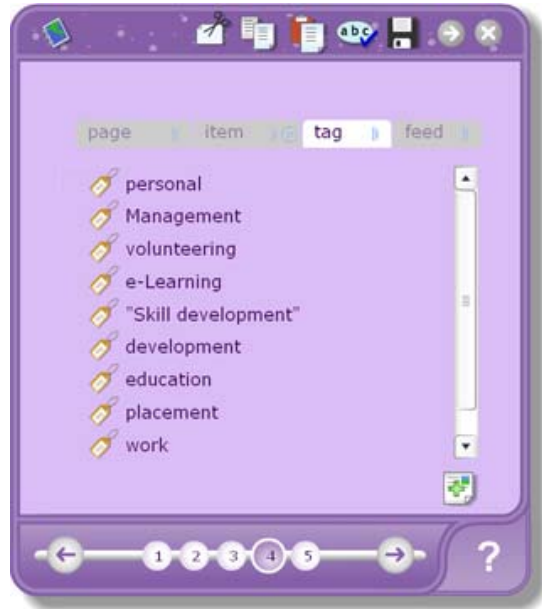 abc
page item tag feed
personal
Management
volunteering
e-Learning
"Skill development"
development
education
placement
work
1 2 3 4 5
?